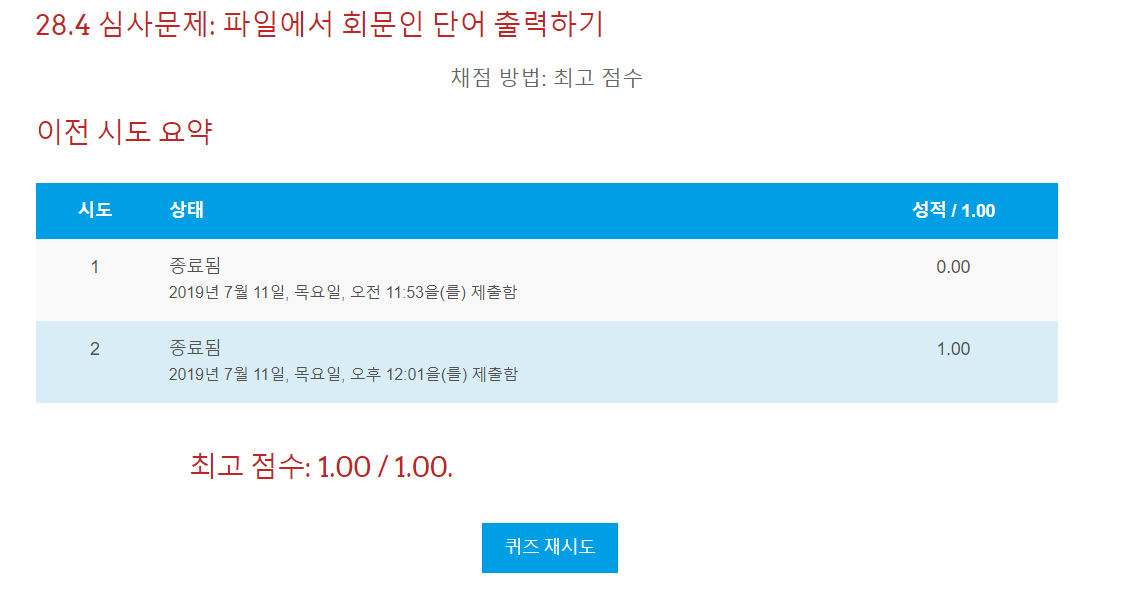 28.4 심사문제: 파일에서 회문인 단어 출력하기
채점 방법: 최고 점수
이전 시도 요약
시도 상태 성적 / 1.00
1 종료됨 0.00
2019년 7월 11일, 목요일, 오전 11:53을(를) 제출함
2 종료됨 1.00
2019년 7월 11일, 목요일, 오후 12:01을(를) 제출함
최고 점수: 1.00 / 1.00.
퀴즈 재시도